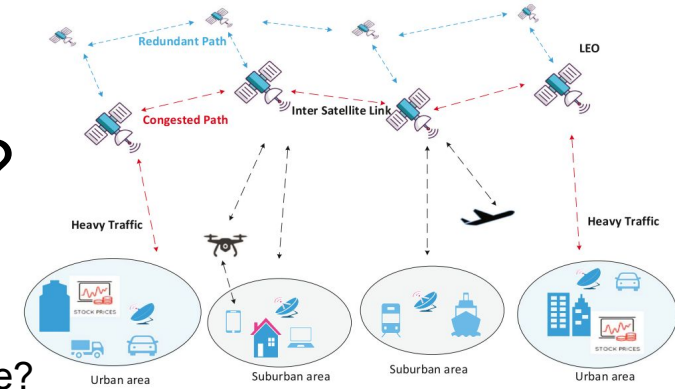 Redundant Path
LEO
Congested Path
Inter Satellite Link
?
Heavy Traffic
Heavy Traffic
STOCK PRICES
STOCK PRICES
e?
Urban area
Suburban area
Suburban area
Urban area